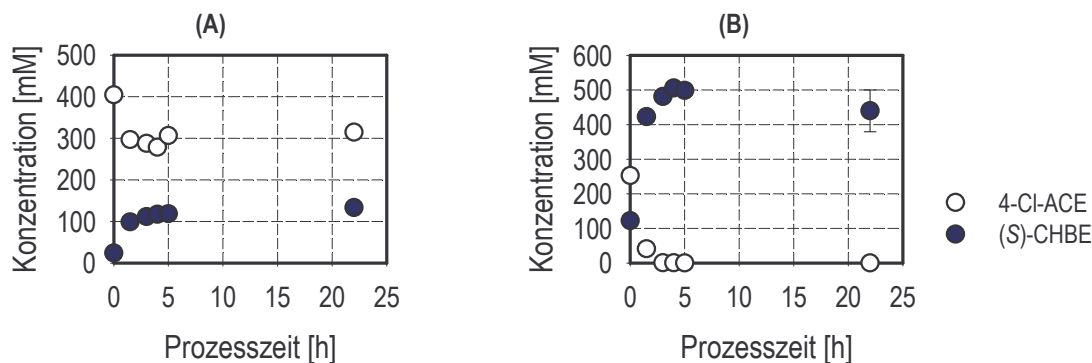 (A)
Konzentration [mM]
500
400
300
200
100
0
0 5 10 15 20 25
Prozesszeit [h]
(B)
Konzentration [mM]
600
500
400
300
200
100
0
0 5 10 15 20 25
Prozesszeit [h]
4-Cl-ACE
(S)-CHBE